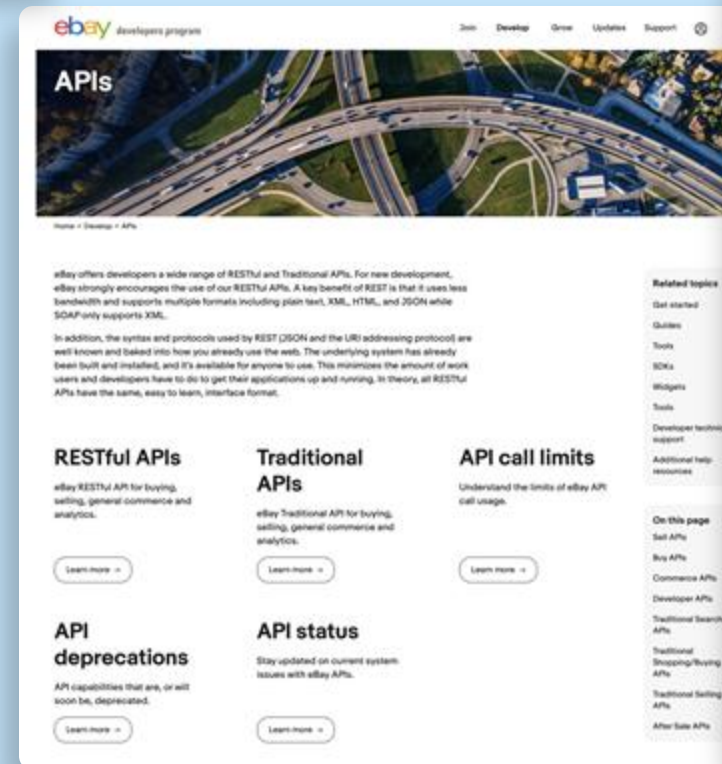 ebay developers program
Join Develop Grow Updates Support
APIs
Home > Develop > APIs
eBay offers developers a wide range of RESTful and Traditional APIs. For new development,
eBay strongly encourages the use of our RESTful APIs. A key benefit of REST is that it uses less
bandwidth and supports multiple formats including plain text, XML, HTML, and JSON while
SOAP only supports XML.
In addition, the syntax and protocols used by REST (JSON and the URI addressing protocol) are
well known and baked into how you already use the web. The underlying system has already
been built and installed, and it's available for anyone to use. This minimizes the amount of work
users and developers have to do to get their applications up and running. In theory, all RESTful
APIs have the same, easy to learn, interface format.
RESTful APIs
eBay RESTful API for buying,
selling, general commerce and
analytics.
Learn more →
Traditional
APIs
eBay Traditional API for buying,
selling, general commerce and
analytics.
Learn more →
API call limits
Understand the limits of eBay API
call usage.
Learn more →
API
deprecations
API capabilities that are, or will
soon be, deprecated.
Learn more →
API status
Stay updated on current system
issues with eBay APIs.
Learn more →
Related topics
Get started
Guides
Tools
SDKs
Widgets
Tools
Developer technic
support
Additional help
resources
On this page
Sell APIs
Buy APIs
Commerce APIs
Developer APIs
Traditional Search
APIs
Traditional
Shopping/Buying
APIs
Traditional Selling
APIs
After Sale APIs